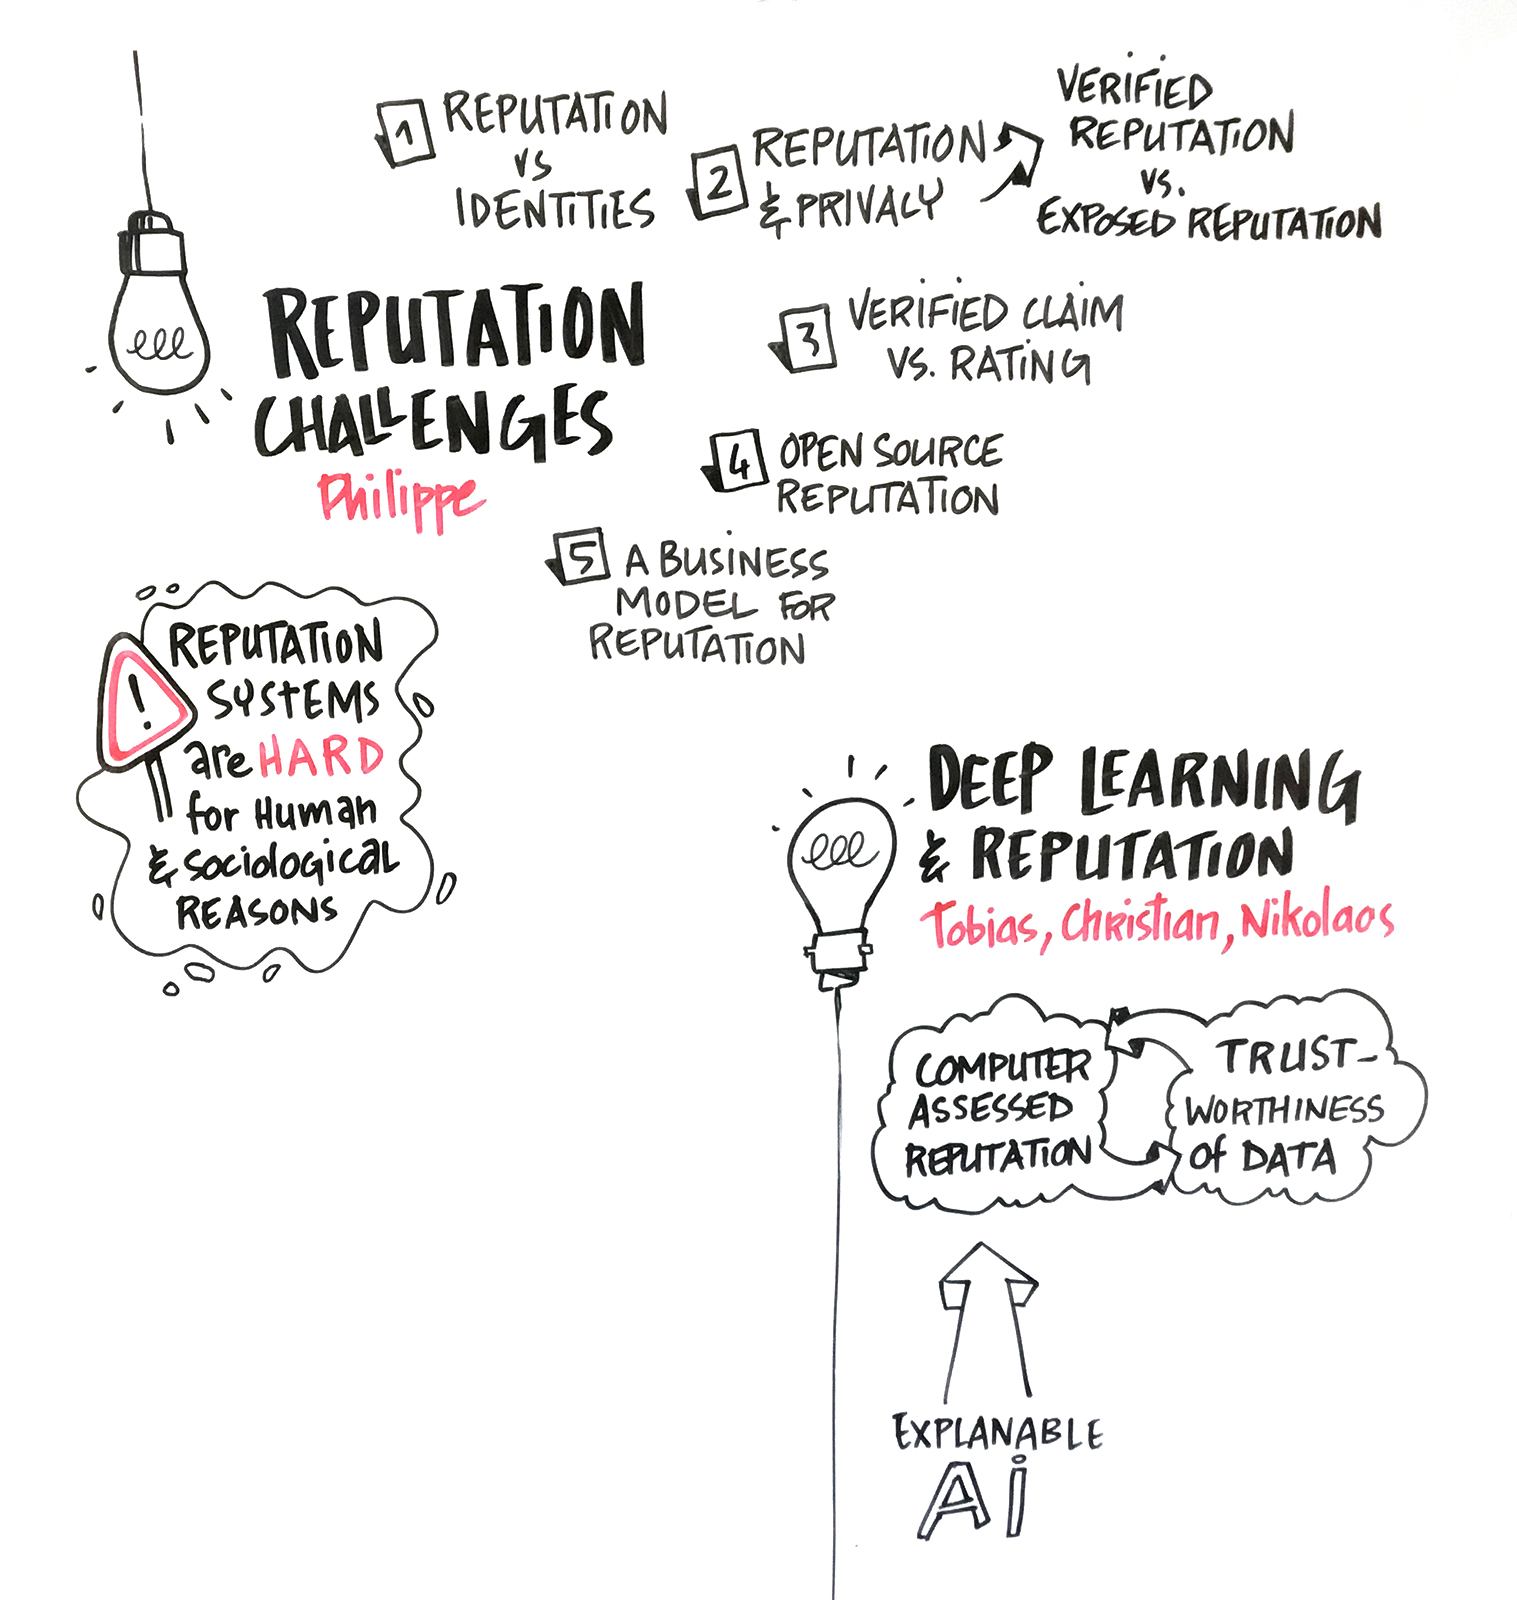 1 REPUTATION
vs
IDENTITIES
2 REPUTATION
& PRIVACY
VERIFIED
REPUTATION
vs.
EXPOSED REPUTATION
REPUTATION
CHALLENGES
Philippe
3 VERIFIED CLAIM
VS. RATING
4 OPEN SOURCE
REPUTATION
5 A BUSINESS
MODEL FOR
REPUTATION
!
REPUTATION
SYSTEMS
are HARD
for Human
& Sociological
REASONS
DEEP LEARNING
& REPUTATION
Tobias, Christian, Nikolaos
COMPUTER
ASSESSED
REPUTATION
TRUST-
WORTHINESS
Of DATA
EXPLANABLE
Ai